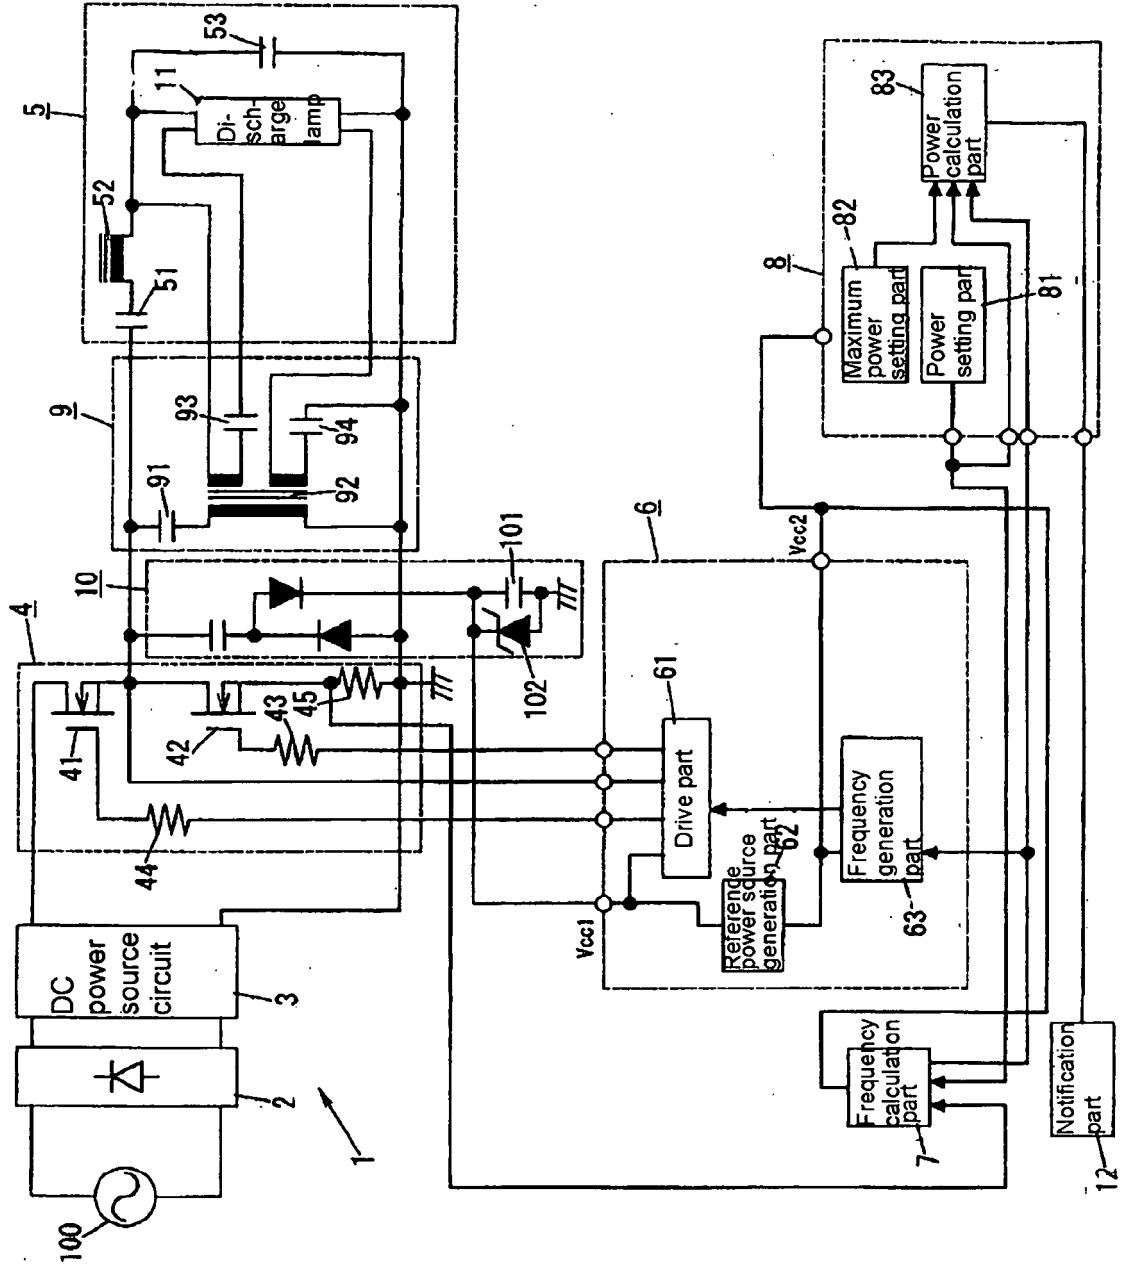 100
1
2
DC
power
source
circuit
3
4
41
42
43
44
45
10
101
102
9
91
92
93
94
5
51
52
53
11
Di-
sch-
arge
lamp
6
Vcc1
Vcc2
Drive part
61
Reference
power source
generation part
62
Frequency
generation
part
63
Frequency
calculation
part
7
8
Maximum
power
setting part
82
Power
setting part
81
Power
calculation
part
83
Notification
part
12